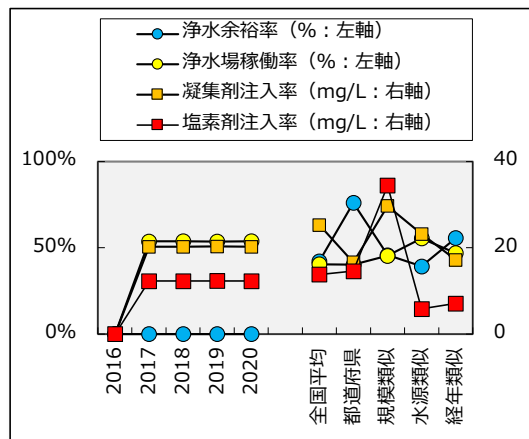 浄水余裕率（%：左軸）
浄水場稼働率（%：左軸）
凝集剤注入率（mg/L：右軸）
塩素剤注入率（mg/L：右軸）
100%
50%
0%
40
20
0
2016
2017
2018
2019
2020
全国平均
都道府県
規模類似
水源類似
経年類似